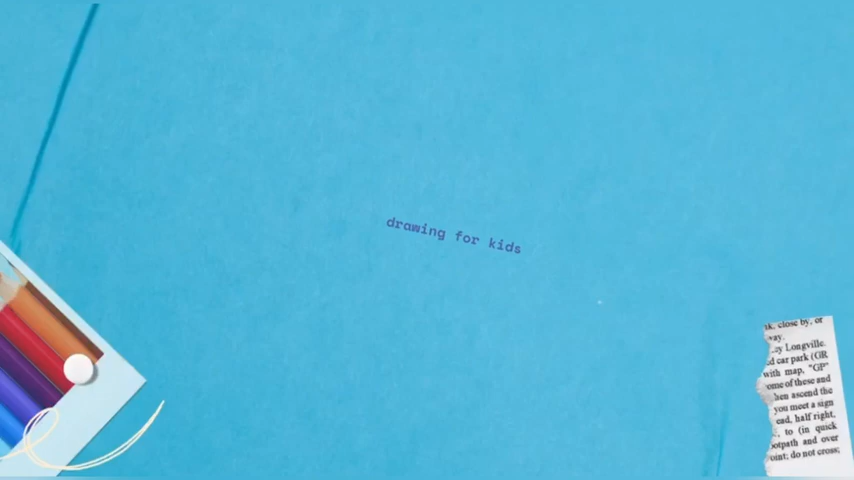 drawing for kids
tk, close by, or
way.
Longville.
d car park (GR
with map, "GP"
ome of these and
hen ascend the
you meet a sign
ead, half right,
to (in quick
otpath and over
oint; do not cross;